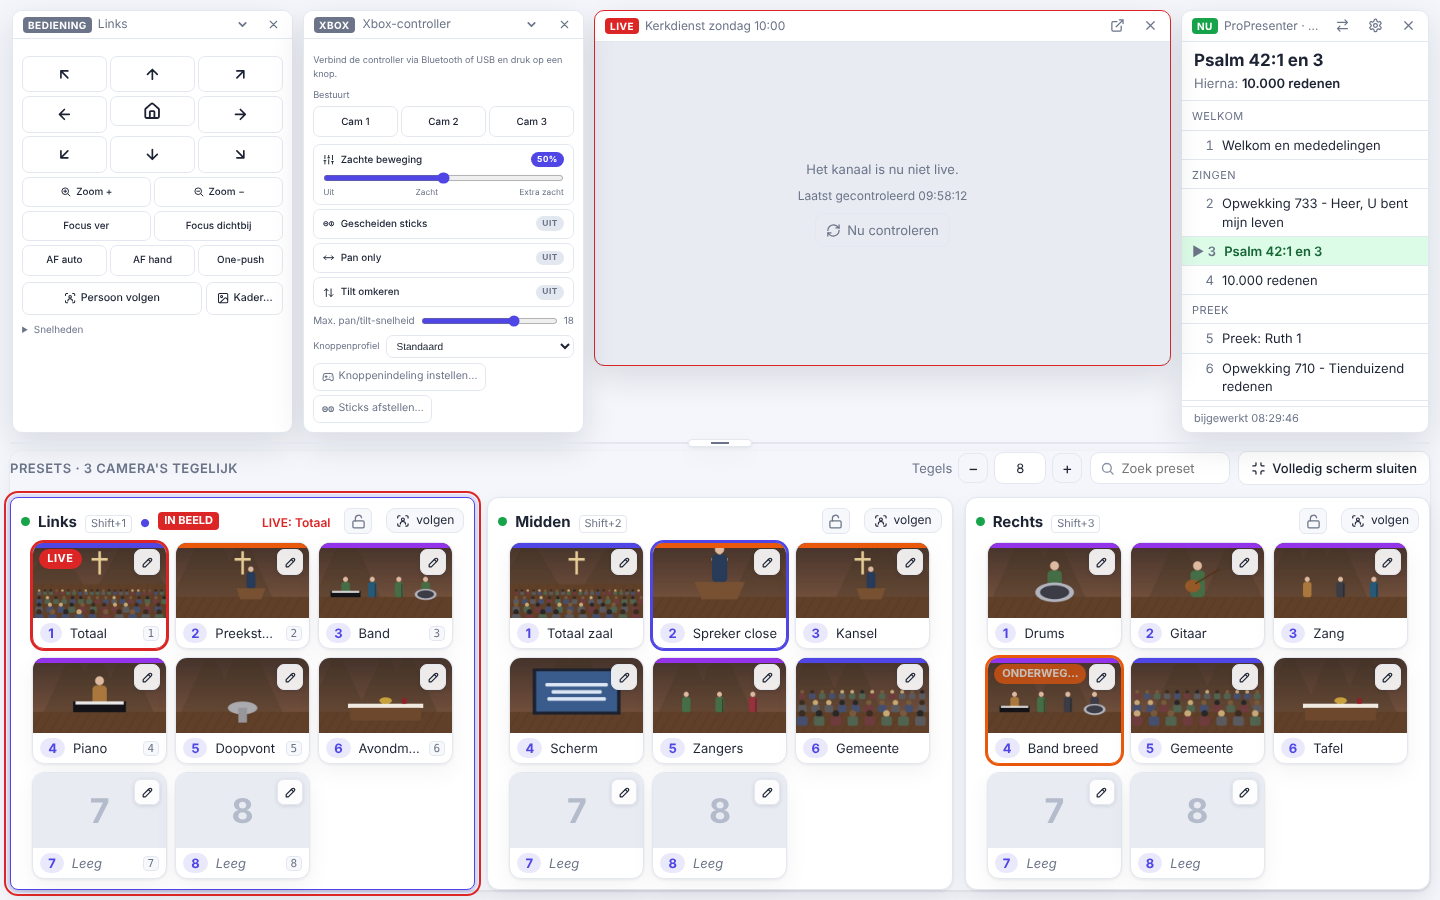 BEDIENING Links
Zoom +
Zoom −
Focus ver
Focus dichtbij
AF auto
AF hand
One-push
Persoon volgen
Kader...
Snelheden
XBOX Xbox-controller
Verbind de controller via Bluetooth of USB en druk op een
knop.
Bestuurt
Cam 1
Cam 2
Cam 3
Zachte beweging 50%
Uit Zacht Extra zacht
Gescheiden sticks UIT
Pan only UIT
Tilt omkeren UIT
Max. pan/tilt-snelheid 18
Knoppenprofiel Standaard
Knoppenindeling instellen...
Sticks afstellen...
LIVE Kerkdienst zondag 10:00
Het kanaal is nu niet live.
Laatst gecontroleerd 09:58:12
Nu controleren
NU ProPresenter · ...
Psalm 42:1 en 3
Hierna: 10.000 redenen
WELKOM
1 Welkom en mededelingen
ZINGEN
2 Opwekking 733 - Heer, U bent
mijn leven
3 Psalm 42:1 en 3
4 10.000 redenen
PREEK
5 Preek: Ruth 1
6 Opwekking 710 - Tienduizend
redenen
bijgewerkt 08:29:46
PRESETS · 3 CAMERA'S TEGELIJK
Tegels − 8 +
Zoek preset
Volledig scherm sluiten
Links Shift+1 IN BEELD LIVE: Totaal volgen
LIVE
1 Totaal 1
2 Preekst... 2
3 Band 3
4 Piano 4
5 Doopvont 5
6 Avondm... 6
7
8
7 Leeg 7
8 Leeg 8
Midden Shift+2 volgen
1 Totaal zaal
2 Spreker close
3 Kansel
4 Scherm
5 Zangers
6 Gemeente
7
8
7 Leeg
8 Leeg
Rechts Shift+3 volgen
1 Drums
2 Gitaar
3 Zang
ONDERWEG...
4 Band breed
5 Gemeente
6 Tafel
7
8
7 Leeg
8 Leeg